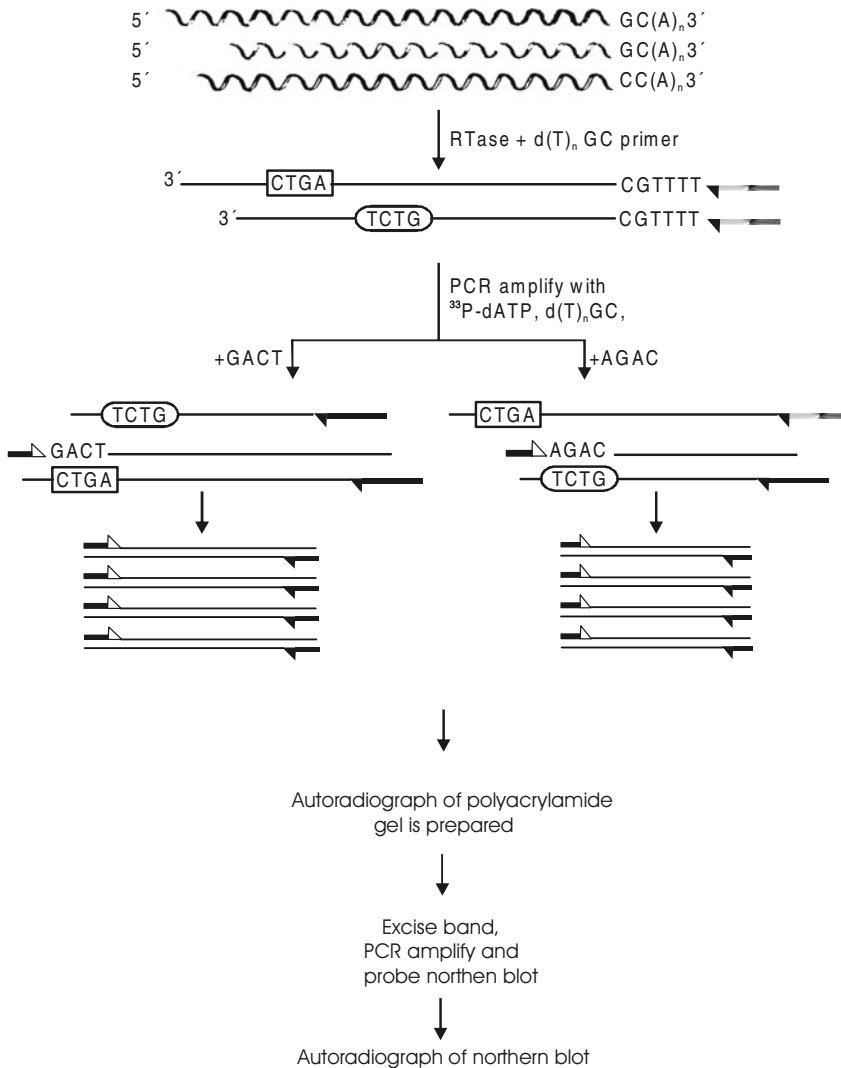 5´ GC(A)n3´
5´ GC(A)n3´
5´ CC(A)n3´
RTase + d(T)n GC primer
3´ CTGA CGTTTT
3´ TCTG CGTTTT
PCR amplify with
³³P-dATP, d(T)nGC,
+GACT +AGAC
TCTG CTGA
GACT AGAC
CTGA TCTG
Autoradiograph of polyacrylamide
gel is prepared
Excise band,
PCR amplify and
probe northen blot
Autoradiograph of northern blot